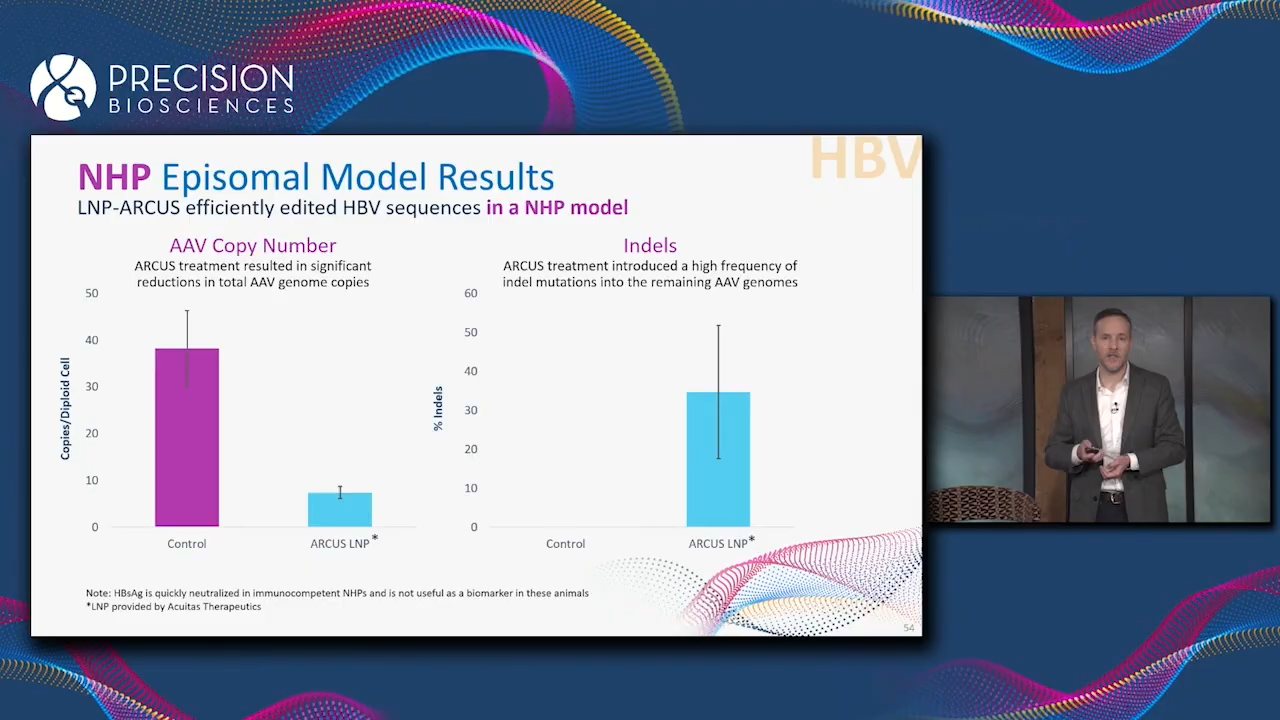 PRECISION
BIOSCIENCES
HBV
NHP Episomal Model Results
LNP-ARCUS efficiently edited HBV sequences in a NHP model
AAV Copy Number
ARCUS treatment resulted in significant
reductions in total AAV genome copies
50
40
30
20
10
0
Copies/Diploid Cell
Control
ARCUS LNP*
Indels
ARCUS treatment introduced a high frequency of
indel mutations into the remaining AAV genomes
60
50
40
30
20
10
0
% Indels
Control
ARCUS LNP*
Note: HBsAg is quickly neutralized in immunocompetent NHPs and is not useful as a biomarker in these animals
*LNP provided by Acuitas Therapeutics
54